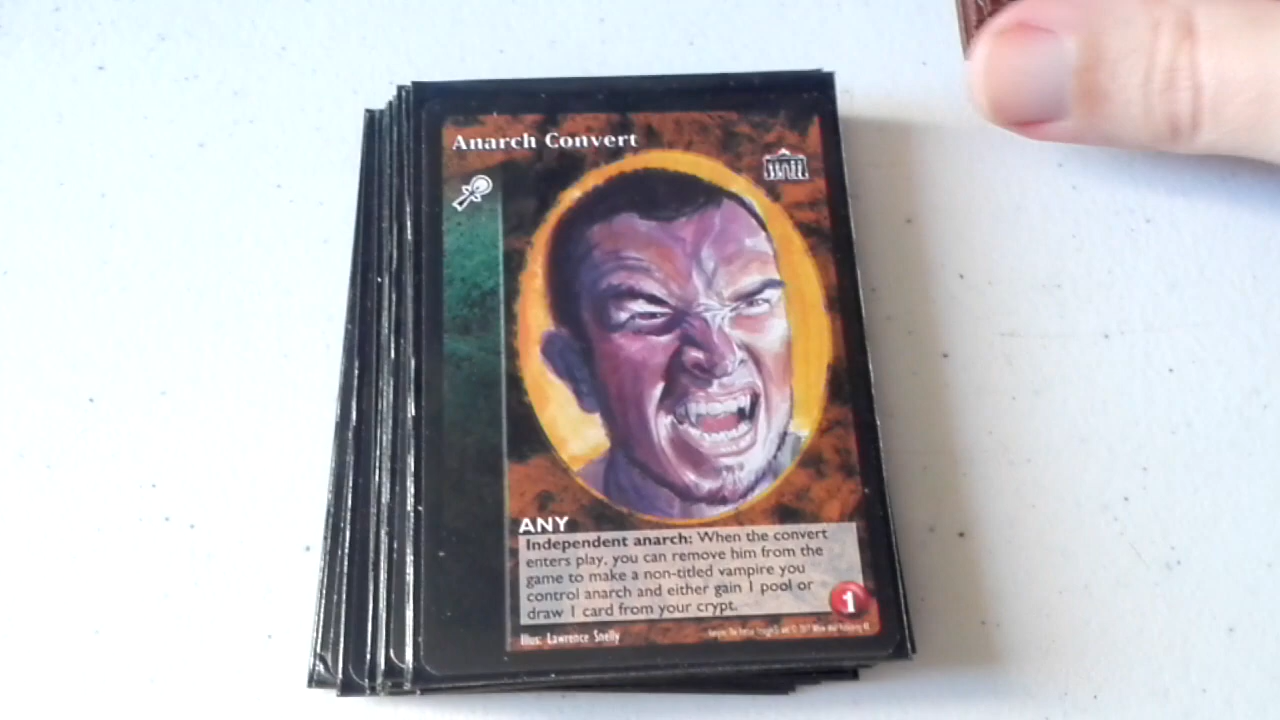 Anarch Convert
ANY
Independent anarch: When the convert
enters play, you can remove him from the
game to make a non-titled vampire you
control anarch and either gain 1 pool or
draw 1 card from your crypt.
1
Illus: Lawrence Snelly